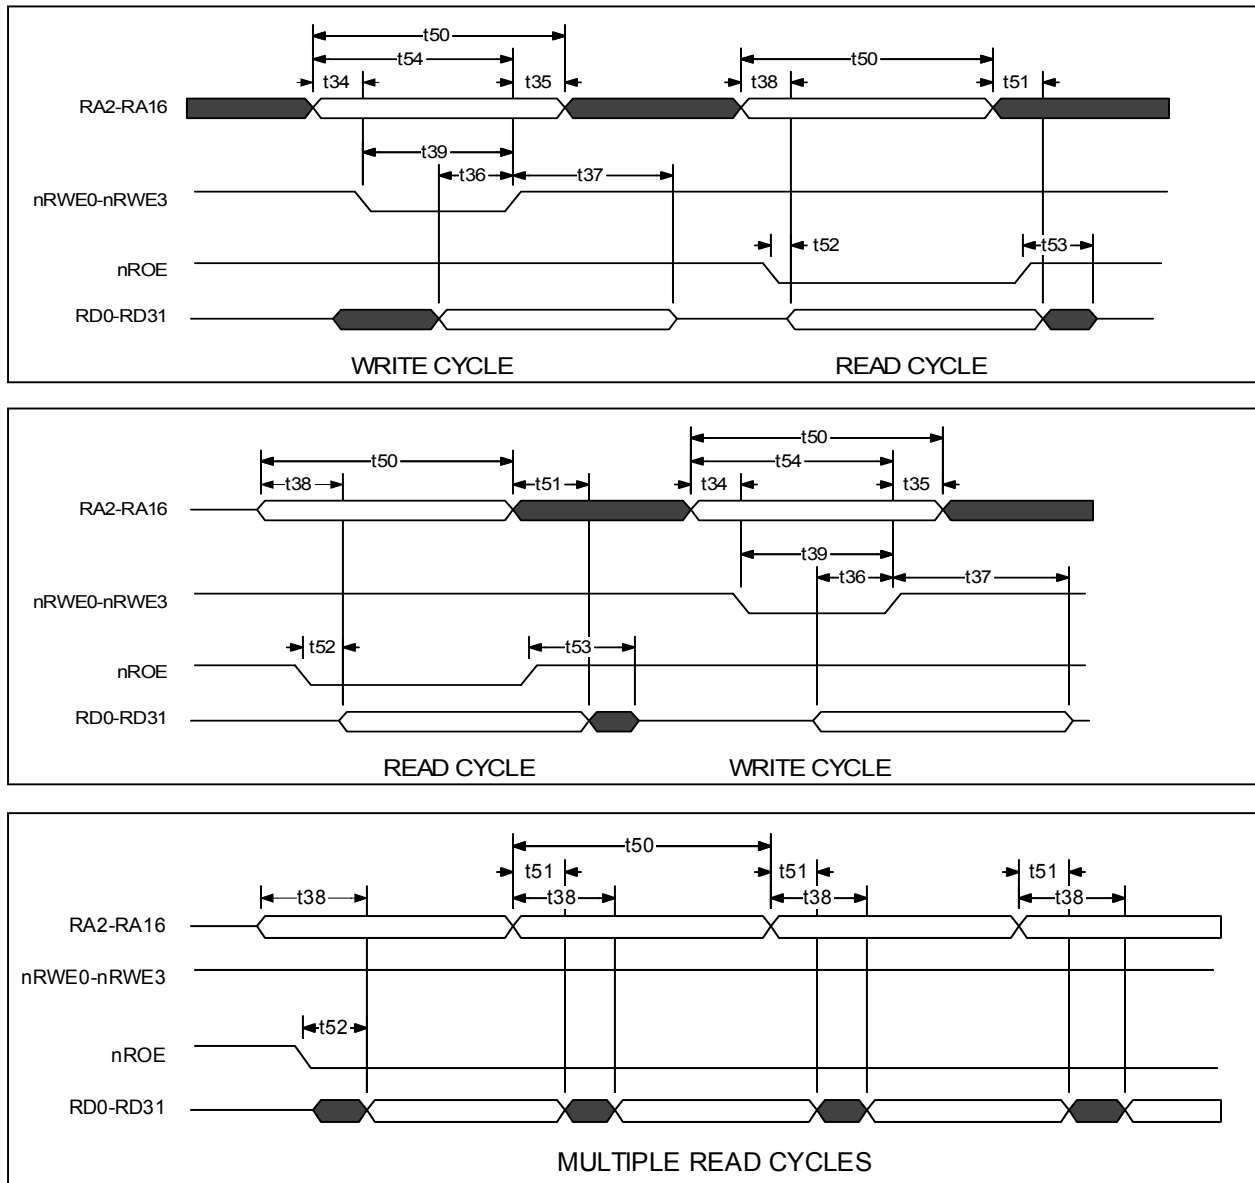 t50
t54 t50
t34 t35 t38 t51
RA2-RA16
t39
t36 t37
nRWE0-nRWE3
t52 t53
nROE
RD0-RD31
WRITE CYCLE READ CYCLE
t50
t50 t54
t38 t51 t34 t35
RA2-RA16
t39
t36 t37
nRWE0-nRWE3
t52 t53
nROE
RD0-RD31
READ CYCLE WRITE CYCLE
t50
t51 t51 t51
t38 t38 t38 t38
RA2-RA16
nRWE0-nRWE3
t52
nROE
RD0-RD31
MULTIPLE READ CYCLES